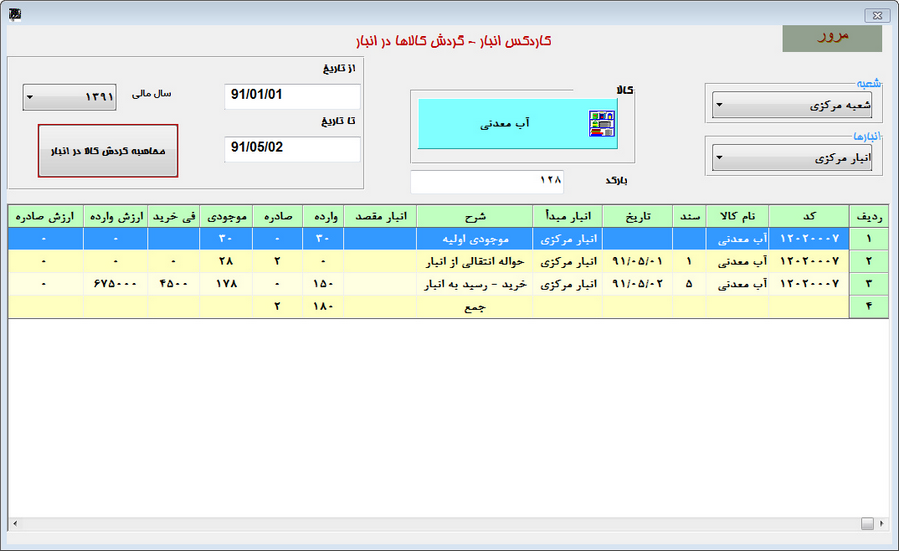 مرور
کاردکس انبار - گردش کالاها در انبار
شعبه
شعبه مرکزی
انبارها
انبار مرکزی
کالا
آب معدنی
بارکد
۱۲۸
از تاریخ
91/01/01
تا تاریخ
91/05/02
سال مالی
۱۳۹۱
محاسبه گردش کالا در انبار
ردیف کد نام کالا سند تاریخ انبار مبدأ شرح انبار مقصد وارده صادره موجودی فی خرید ارزش وارده ارزش صادره
۱ ۱۲۰۲۰۰۰۷ آب معدنی انبار مرکزی موجودی اولیه ۳۰ ۰ ۳۰ ۰ ۰
۲ ۱۲۰۲۰۰۰۷ آب معدنی ۱ ۹۱/۰۵/۰۱ انبار مرکزی حواله انتقالی از انبار ۰ ۲ ۲۸ ۰ ۰ ۰
۳ ۱۲۰۲۰۰۰۷ آب معدنی ۵ ۹۱/۰۵/۰۲ انبار مرکزی خرید - رسید به انبار ۱۵۰ ۰ ۱۷۸ ۴۵۰۰ ۶۷۵۰۰۰ ۰
۴ جمع ۱۸۰ ۲